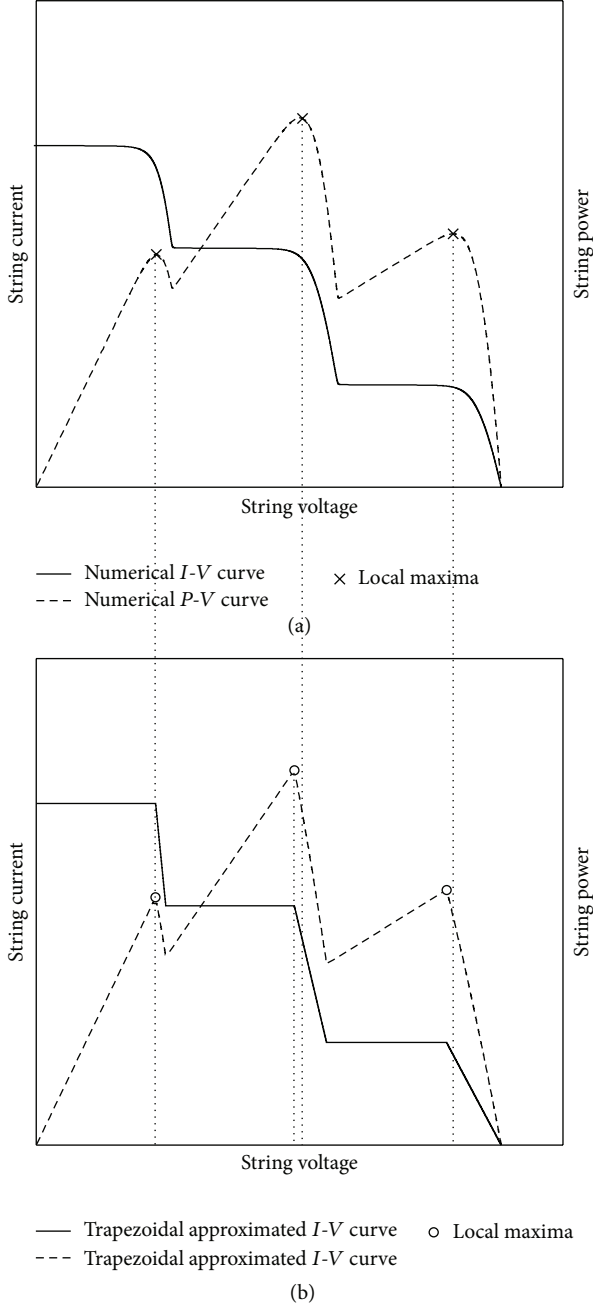 String current
String power
String voltage
Numerical I-V curve
× Local maxima
Numerical P-V curve
(a)
String current
String power
String voltage
Trapezoidal approximated I-V curve
Local maxima
Trapezoidal approximated I-V curve
(b)